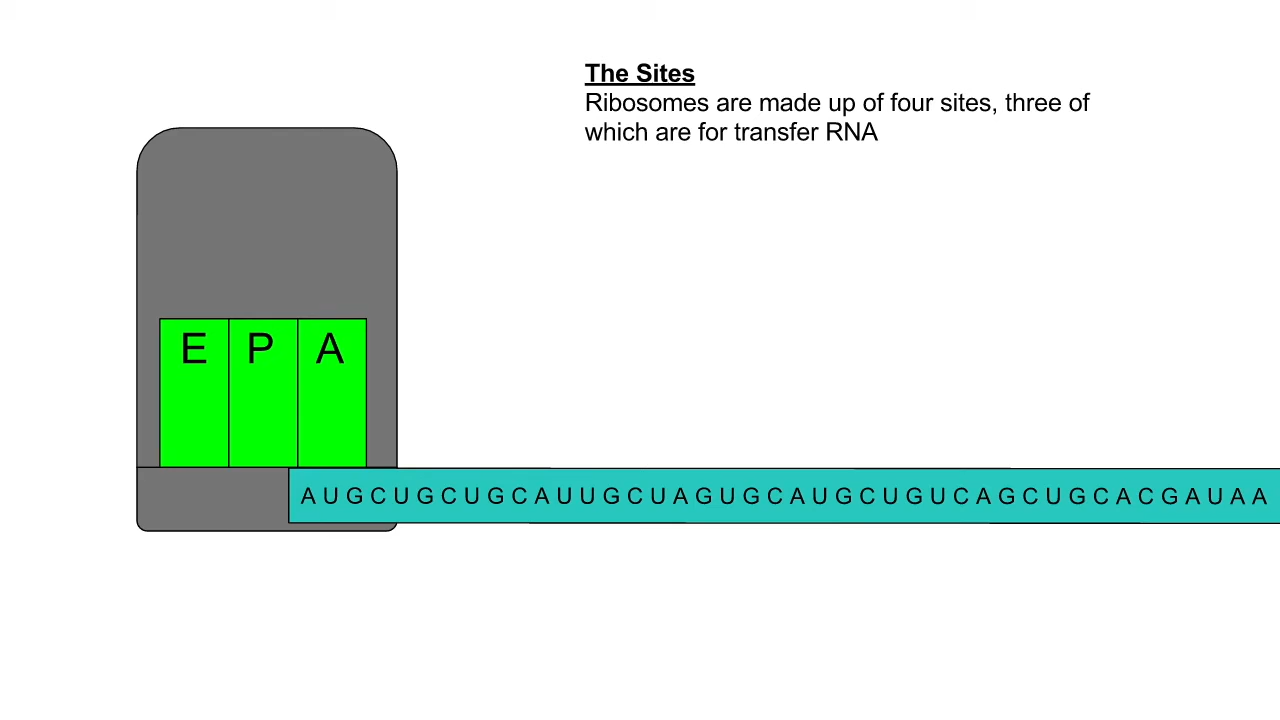 The Sites
Ribosomes are made up of four sites, three of
which are for transfer RNA
E P A
A U G C U G C U G C A U U G C U A G U G C A U G C U G U C A G C U G C A C G A U A A